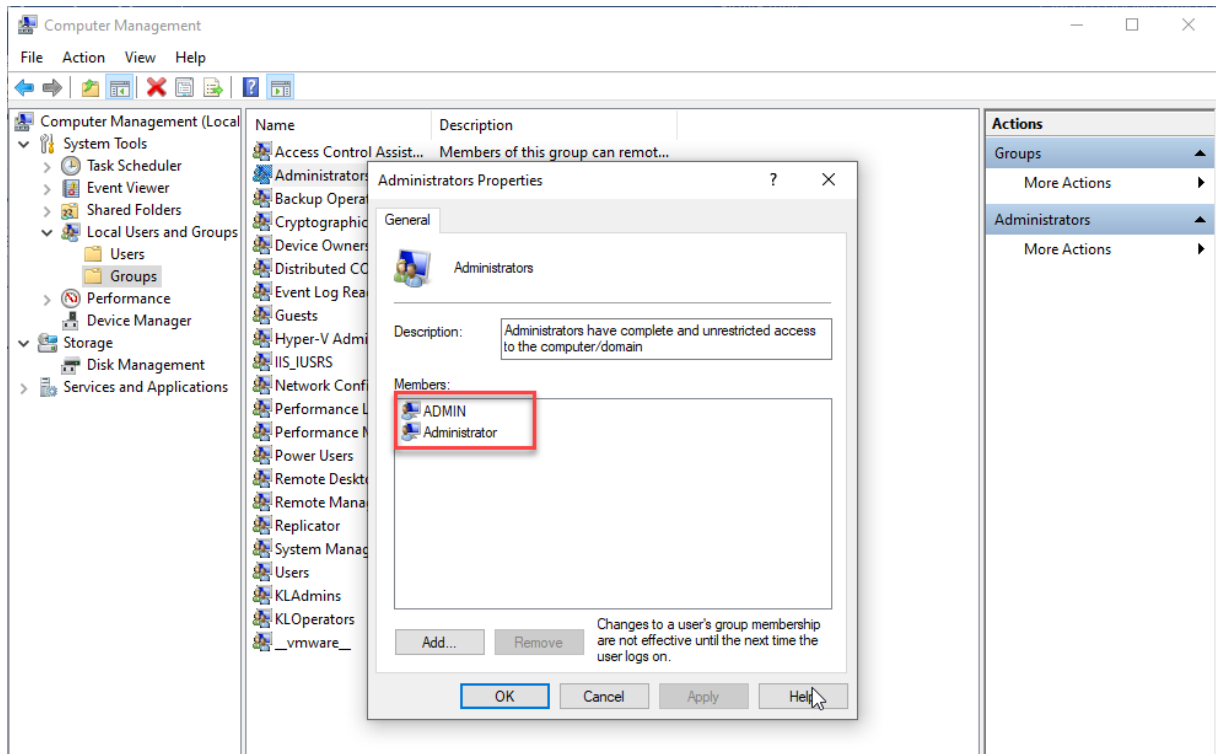 Computer Management
File Action View Help
Computer Management (Local
System Tools
Task Scheduler
Event Viewer
Shared Folders
Local Users and Groups
Users
Groups
Performance
Device Manager
Storage
Disk Management
Services and Applications
Name Description
Access Control Assist... Members of this group can remot...
Administrators
Backup Opera
Cryptographic
Device Owners
Distributed CO
Event Log Rea
Guests
Hyper-V Admi
IIS_IUSRS
Network Confi
Performance L
Performance M
Power Users
Remote Deskt
Remote Mana
Replicator
System Manag
Users
KLAdmins
KLOperators
__vmware__
Administrators Properties ?
General
Administrators
Description: Administrators have complete and unrestricted access
to the computer/domain
Members:
ADMIN
Administrator
Add... Remove
Changes to a user's group membership
are not effective until the next time the
user logs on.
OK Cancel Apply Help
Actions
Groups
More Actions
Administrators
More Actions